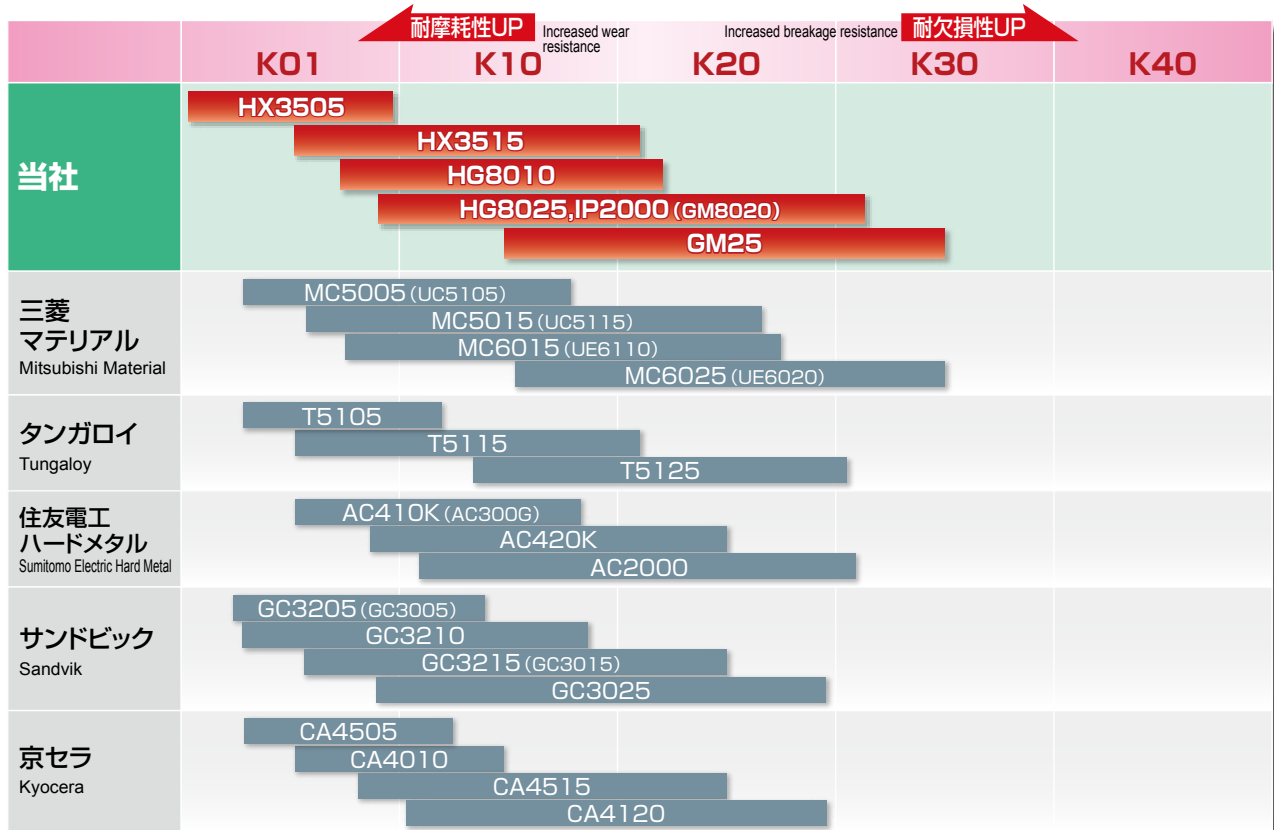 耐摩耗性UP
Increased wear
resistance
Increased breakage resistance
耐欠損性UP
K01
K10
K20
K30
K40
当社
HX3505
HX3515
HG8010
HG8025,IP2000(GM8020)
GM25
三菱
マテリアル
Mitsubishi Material
MC5005(UC5105)
MC5015(UC5115)
MC6015(UE6110)
MC6025(UE6020)
タンガロイ
Tungaloy
T5105
T5115
T5125
住友電工
ハードメタル
Sumitomo Electric Hard Metal
AC410K(AC300G)
AC420K
AC2000
サンドビック
Sandvik
GC3205(GC3005)
GC3210
GC3215(GC3015)
GC3025
京セラ
Kyocera
CA4505
CA4010
CA4515
CA4120